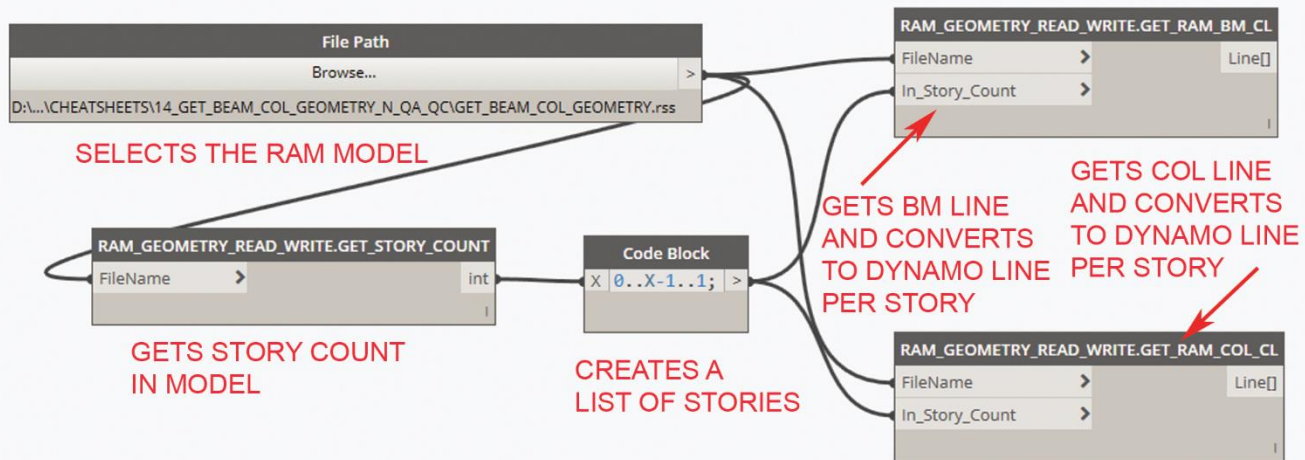 File Path
Browse...
>
D:\...\CHEATSHEETS\14_GET_BEAM_COL_GEOMETRY_N_QA_QC\GET_BEAM_COL_GEOMETRY.rss
SELECTS THE RAM MODEL
RAM_GEOMETRY_READ_WRITE.GET_STORY_COUNT
FileName > int
GETS STORY COUNT
IN MODEL
Code Block
X 0..X-1..1; >
CREATES A
LIST OF STORIES
RAM_GEOMETRY_READ_WRITE.GET_RAM_BM_CL
FileName > Line[]
In_Story_Count >
GETS BM LINE
AND CONVERTS
TO DYNAMO LINE
PER STORY
GETS COL LINE
AND CONVERTS
TO DYNAMO LINE
PER STORY
RAM_GEOMETRY_READ_WRITE.GET_RAM_COL_CL
FileName > Line[]
In_Story_Count >